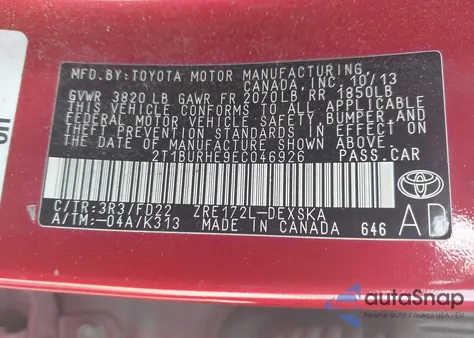 MFD.BY:TOYOTA MOTOR MANUFACTURING
CANADA,INC. 10/13
GVWR 3820LB GAWR FR 2070LB RR 1850LB
THIS VEHICLE CONFORMS TO ALL APPLICABLE
FEDERAL MOTOR VEHICLE SAFETY,BUMPER,AND
THEFT PREVENTION STANDARDS IN EFFECT ON
THE DATE OF MANUFACTURE SHOWN ABOVE.
2T1BURHE9EC046926 PASS.CAR
C/TR:3R3/FD22 ZRE172L-DEXSKA
A/TM:-04A/K313 MADE IN CANADA 646
AD
autoSnap